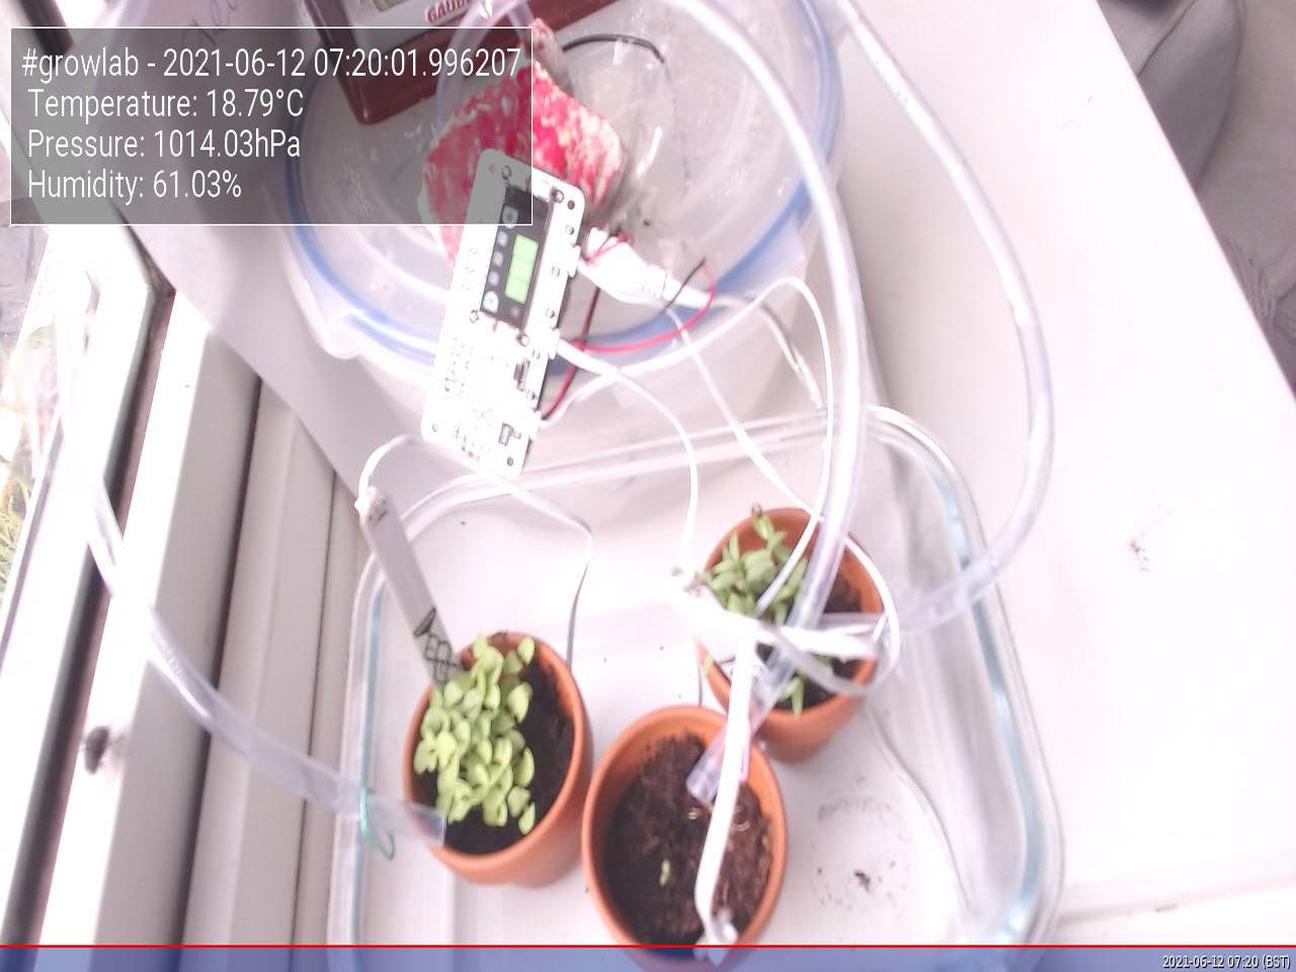 #growlab - 2021-06-12 07:20:01.996207
Temperature: 18.79°C
Pressure: 1014.03hPa
Humidity: 61.03%
2021-06-12 07:20 (BST)